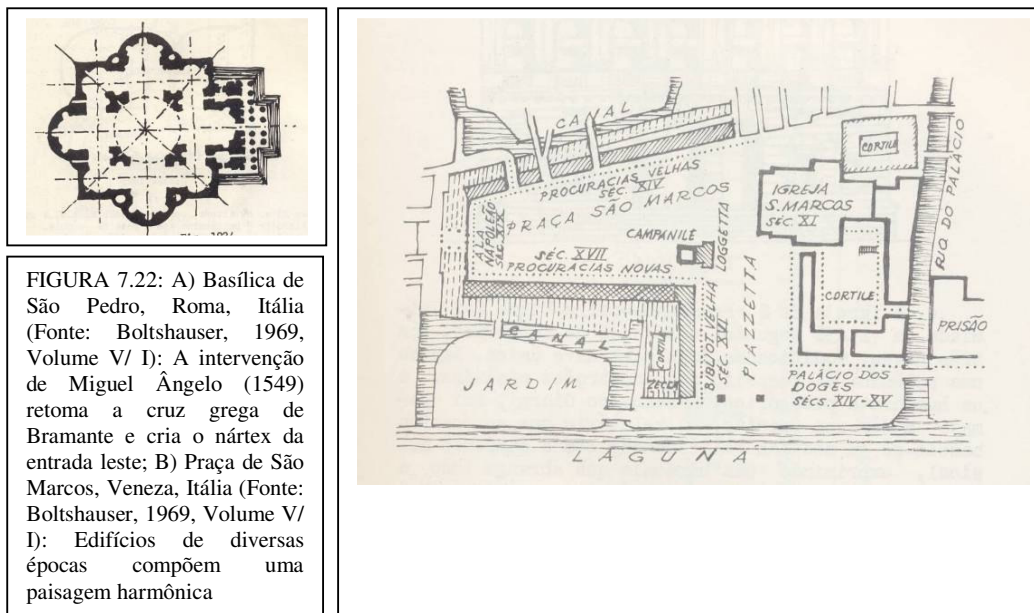 FIGURA 7.22: A) Basílica de
São Pedro, Roma, Itália
(Fonte: Boltshauser, 1969,
Volume V/ I): A intervenção
de Miguel Ângelo (1549)
retoma a cruz grega de
Bramante e cria o nártex da
entrada leste; B) Praça de São
Marcos, Veneza, Itália (Fonte:
Boltshauser, 1969, Volume V/
I): Edifícios de diversas
épocas compõem uma
paisagem harmônica
CANAL
PROCURACIAS VELHAS
SÉC. XIV
PRAÇA SÃO MARCOS
ALA
NAPOLEÃO
SÉC. XIX
SÉC. XVII
PROCURACIAS NOVAS
CAMPANILE
LOGGETTA
PIAZZETTA
IGREJA
S. MARCOS
SÉC. XI
CORTILE
RIO DO PALÁCIO
CORTILE
PRISÃO
PALÁCIO DOS
DOGES
SÉCS. XIV-XV
BIBLIOT. VELHA
SÉC. XVI
CORTILE
ZECCA
CANAL
JARDIM
LAGUNA